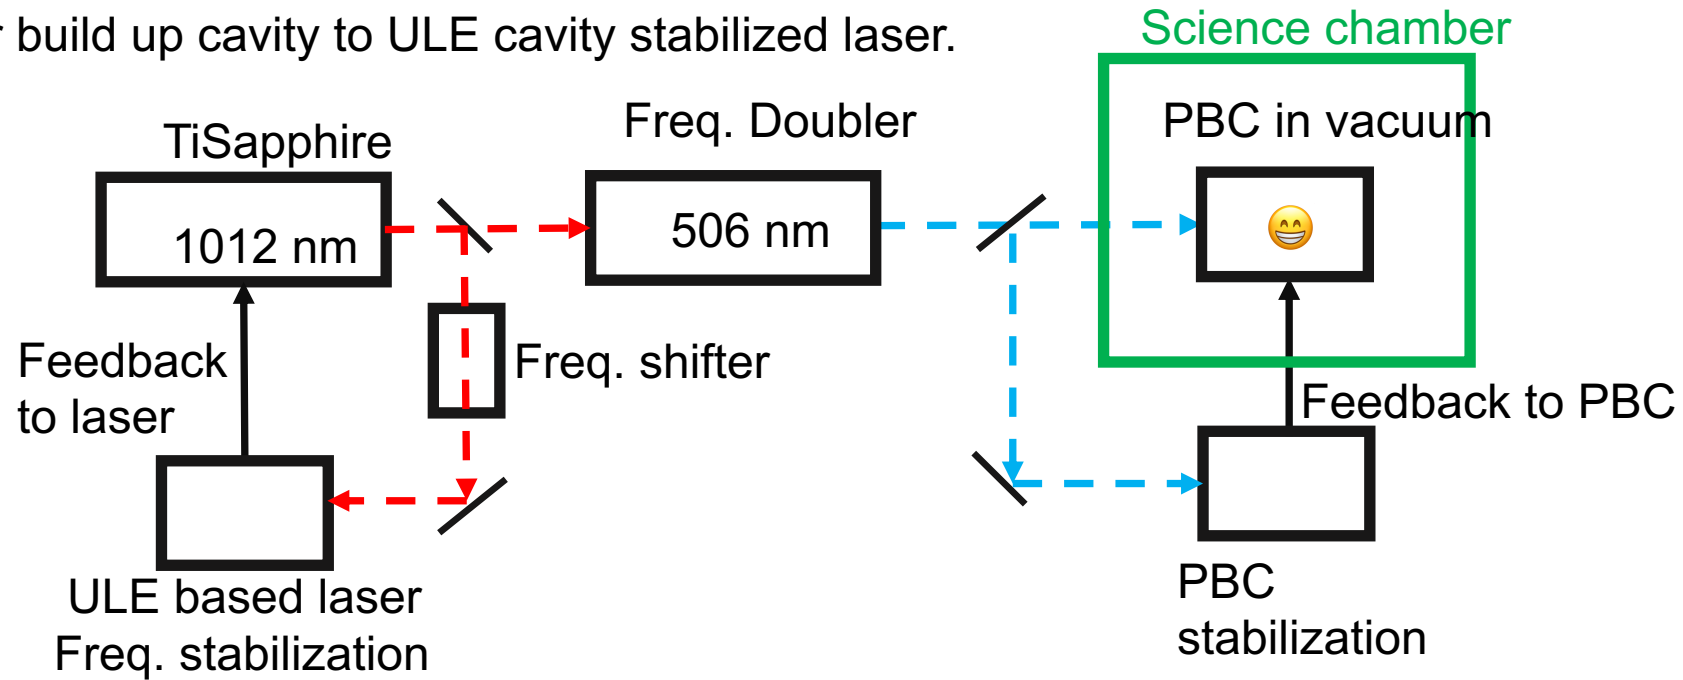 build up cavity to ULE cavity stabilized laser.
Science chamber
TiSapphire
Freq. Doubler
PBC in vacuum
1012 nm
506 nm
Feedback
to laser
Freq. shifter
Feedback to PBC
ULE based laser
Freq. stabilization
PBC
stabilization